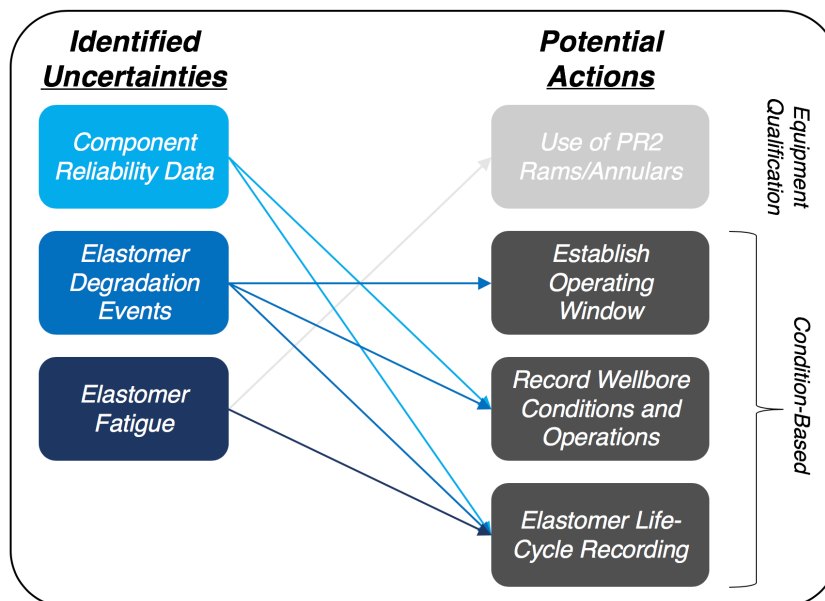 Identified
Uncertainties
Potential
Actions
Component
Reliability Data
Use of PR2
Rams/Annulars
Equipment
Qualification
Elastomer
Degradation
Events
Establish
Operating
Window
Elastomer
Fatigue
Record Wellbore
Conditions and
Operations
Condition-Based
Elastomer Life-
Cycle Recording